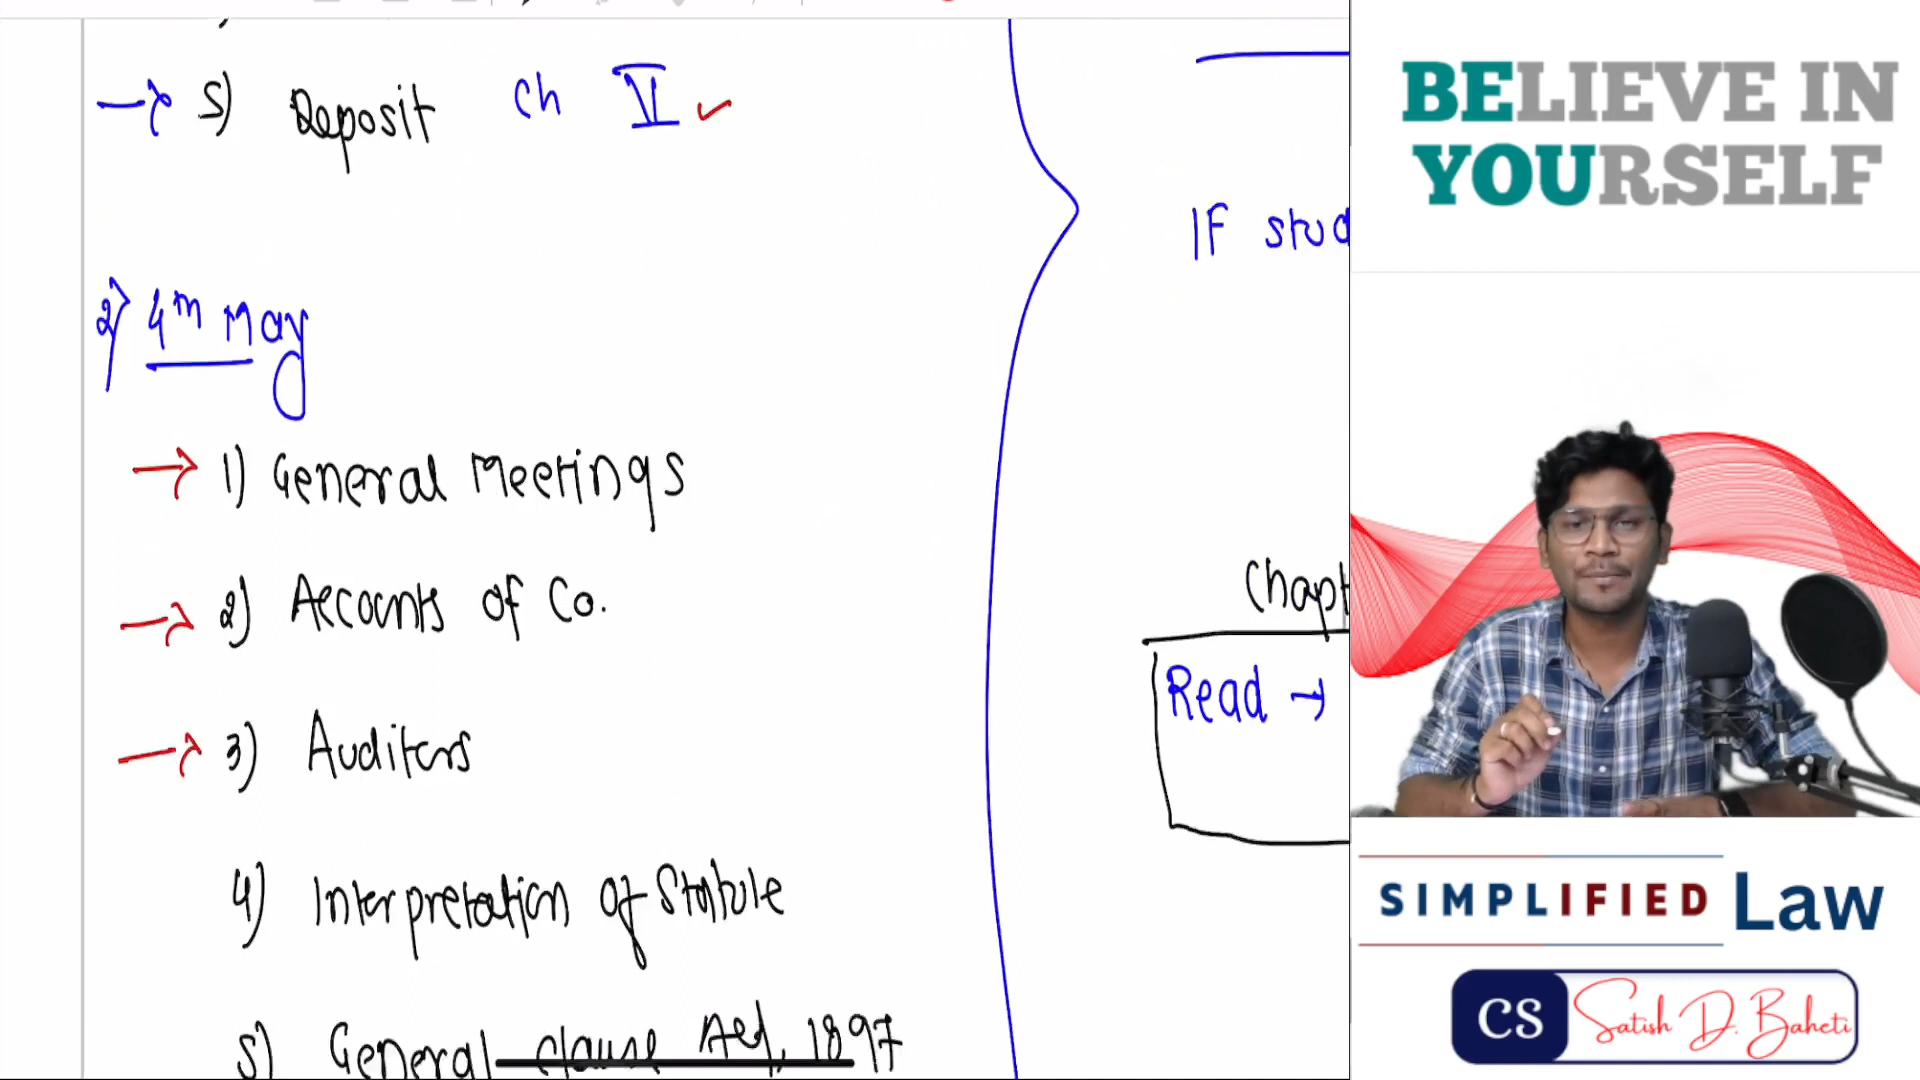 5) Deposit Ch V
2) 4th May
1) General Meetings
2) Accounts of Co.
3) Auditors
4) Interpretation of Statute
5) General clause Act, 1897
IF stud
Chapt
Read →
BELIEVE IN
YOURSELF
SIMPLIFIED Law
CS Satish D. Baheti